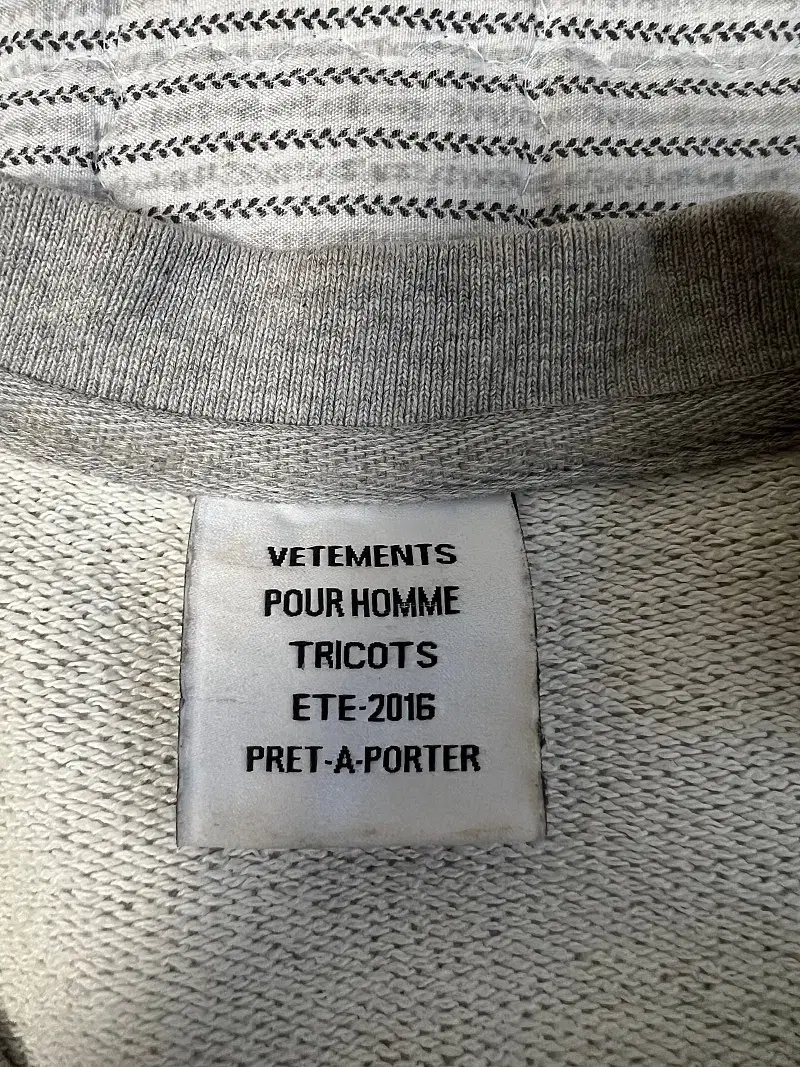 VETEMENTS
POUR HOMME
TRICOTS
ETE-2016
PRET-A-PORTER